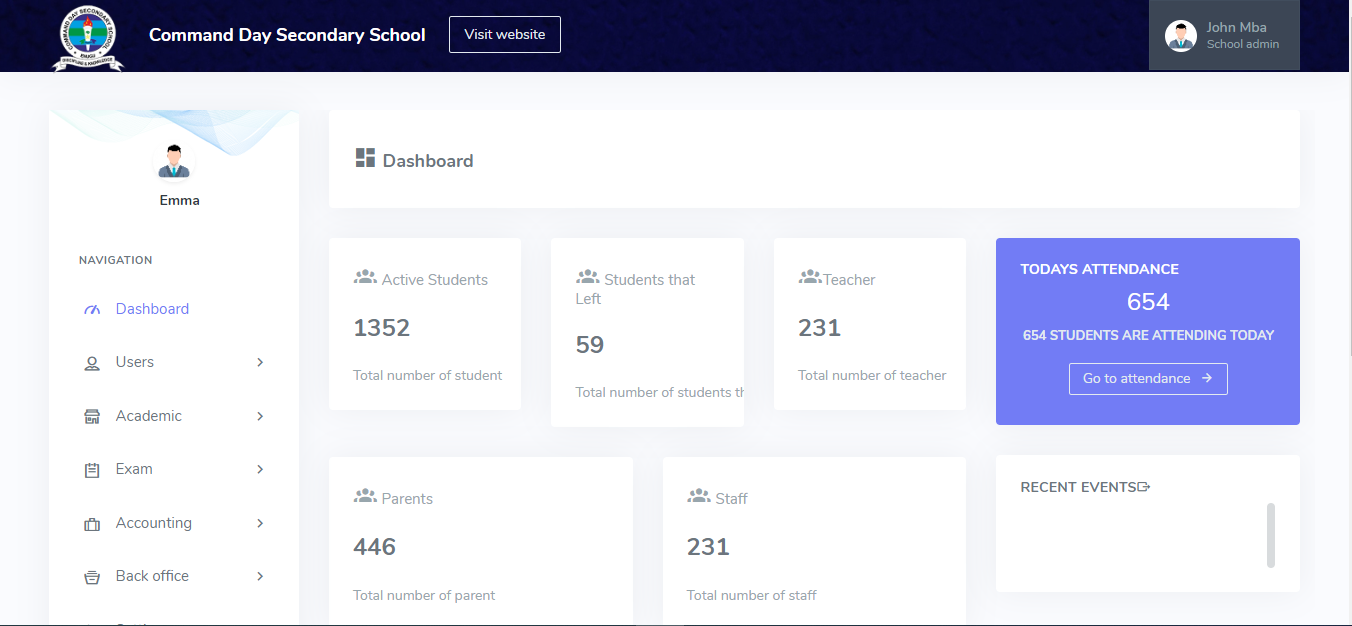 COMMAND DAY SECONDARY SCHOOL
ENUGU
DISCIPLINE & KNOWLEDGE
Command Day Secondary School
Visit website
John Mba
School admin
Emma
NAVIGATION
Dashboard
Users
Academic
Exam
Accounting
Back office
Dashboard
Active Students
1352
Total number of student
Students that
Left
59
Total number of students th
Teacher
231
Total number of teacher
TODAYS ATTENDANCE
654
654 STUDENTS ARE ATTENDING TODAY
Go to attendance
Parents
446
Total number of parent
Staff
231
Total number of staff
RECENT EVENTS